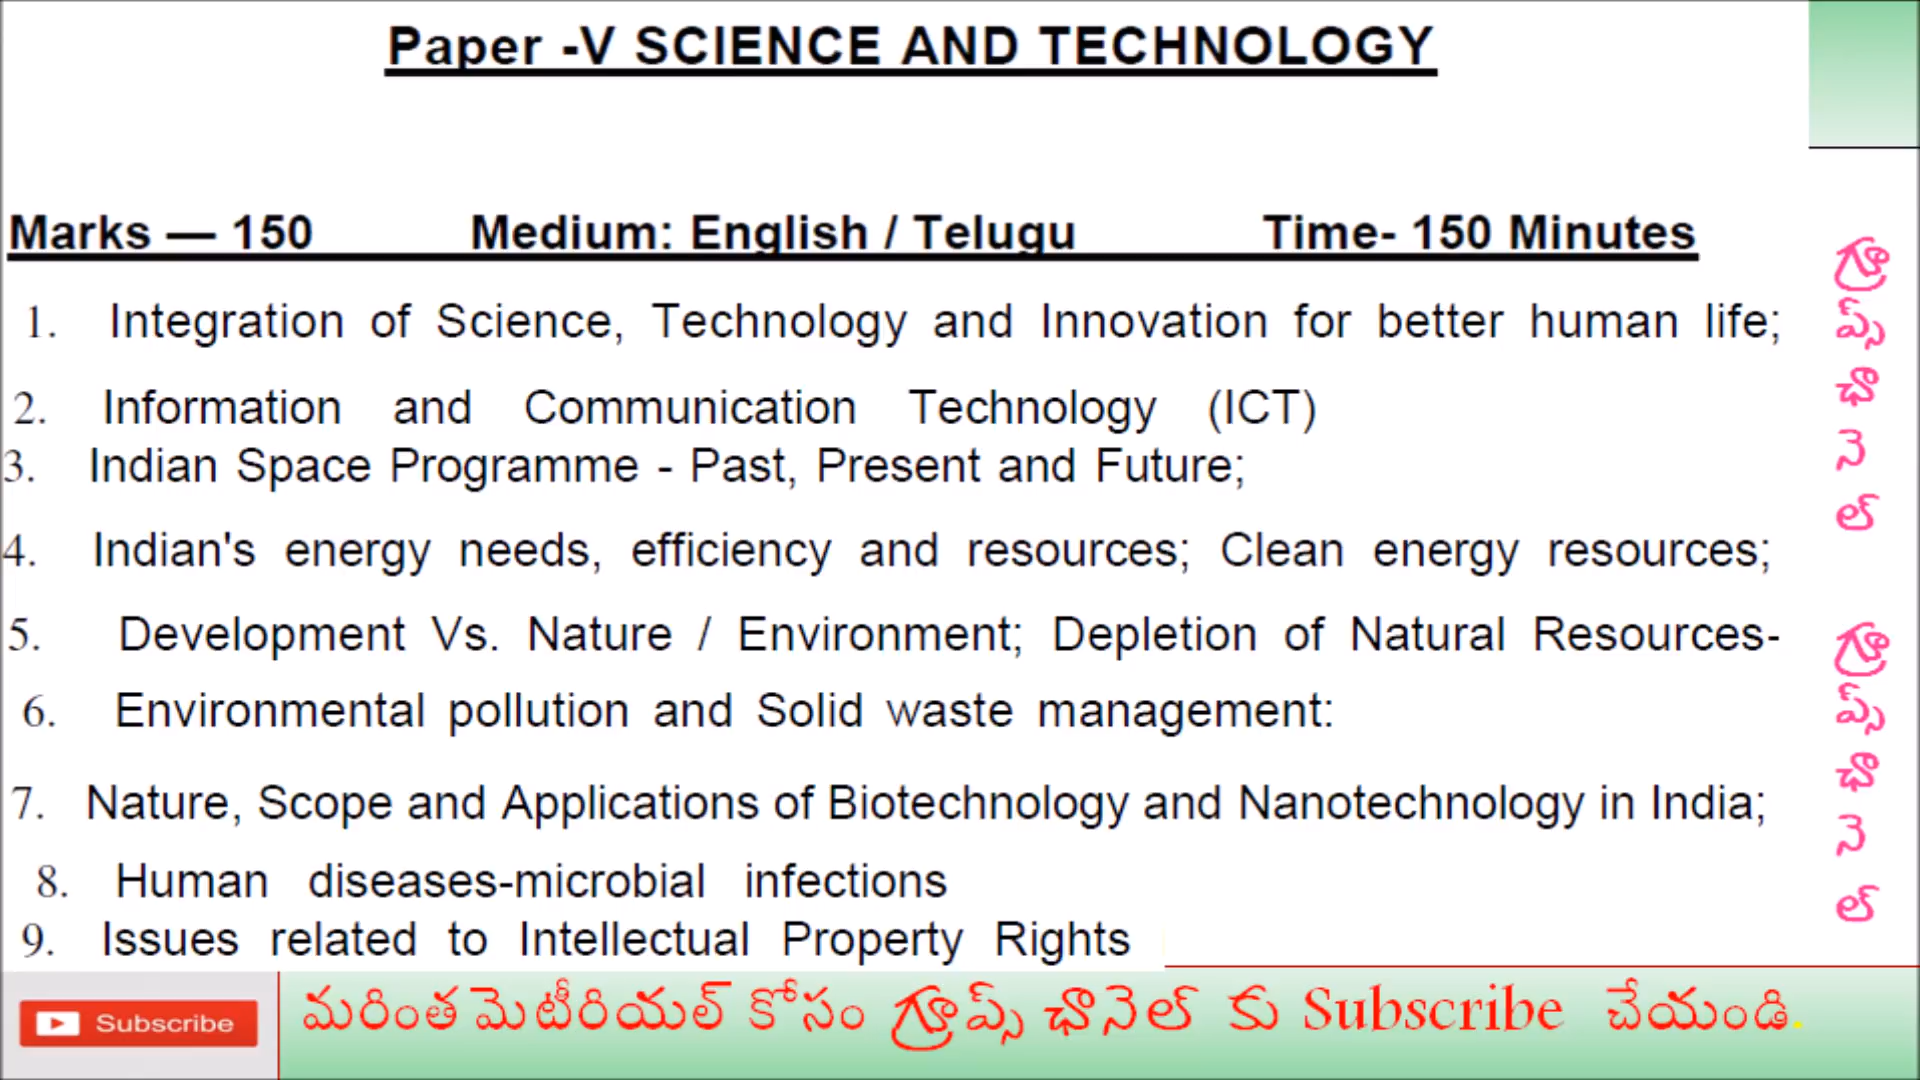 Paper -V SCIENCE AND TECHNOLOGY
Marks — 150 Medium: English / Telugu Time- 150 Minutes
1. Integration of Science, Technology and Innovation for better human life;
2. Information and Communication Technology (ICT)
3. Indian Space Programme - Past, Present and Future;
4. Indian's energy needs, efficiency and resources; Clean energy resources;
5. Development Vs. Nature / Environment; Depletion of Natural Resources-
6. Environmental pollution and Solid waste management:
7. Nature, Scope and Applications of Biotechnology and Nanotechnology in India;
8. Human diseases-microbial infections
9. Issues related to Intellectual Property Rights
గ్రూప్స్ ఛానెల్
గ్రూప్స్ ఛానెల్
Subscribe
మరింత మెటీరియల్ కోసం గ్రూప్స్ ఛానెల్ కు Subscribe చేయండి.